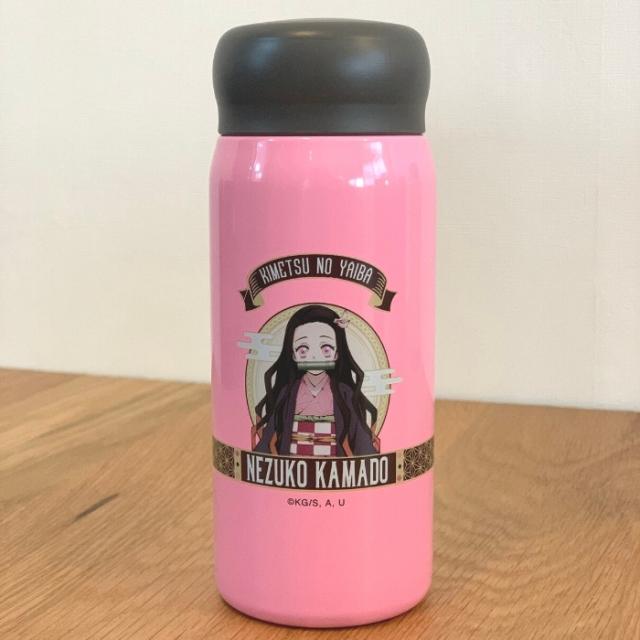 KIMETSU NO YAIBA
NEZUKO KAMADO
©KG/S, A, U